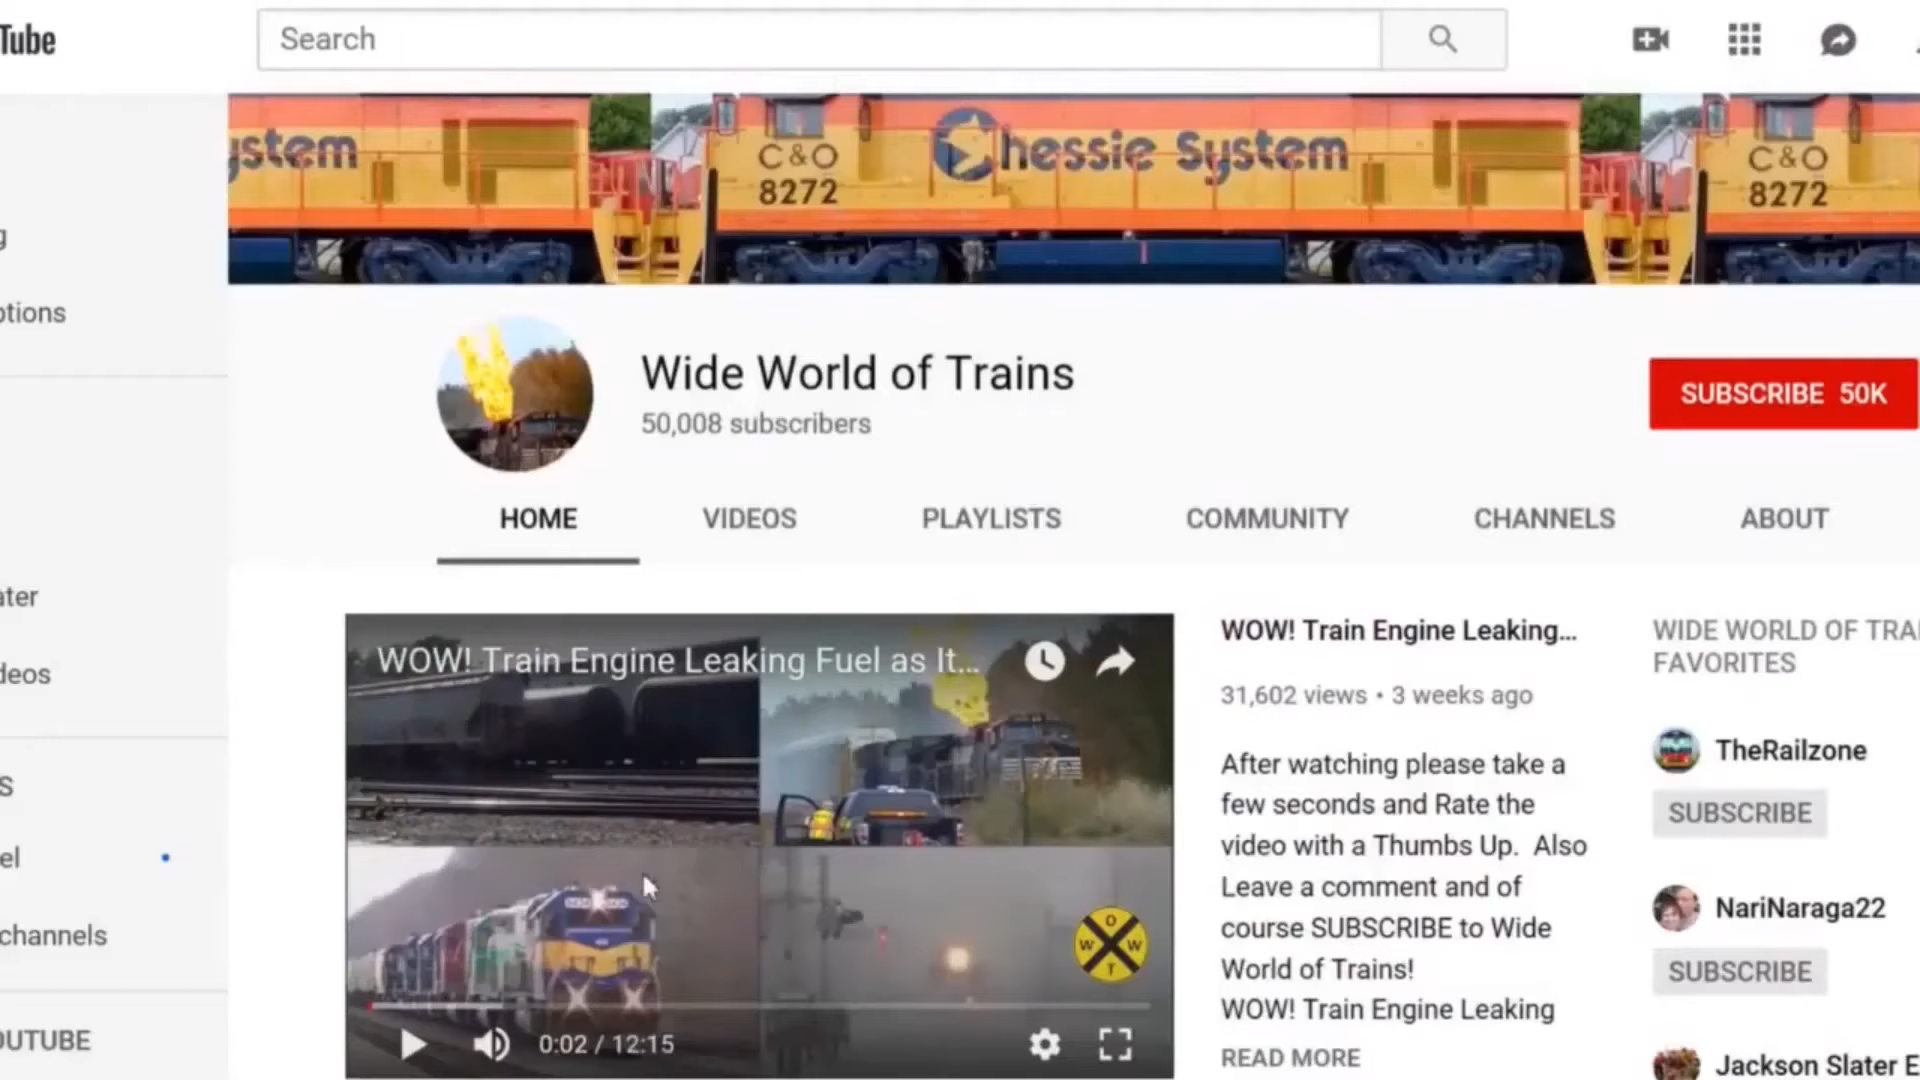 Tube
Search
ystem
C&O
8272
Chessie System
C&O
8272
g
ptions
Wide World of Trains
50,008 subscribers
SUBSCRIBE 50K
HOME
VIDEOS
PLAYLISTS
COMMUNITY
CHANNELS
ABOUT
ater
deos
S
el
channels
OUTUBE
WOW! Train Engine Leaking Fuel as It...
O
W W
T
0:02 / 12:15
WOW! Train Engine Leaking...
31,602 views • 3 weeks ago
After watching please take a
few seconds and Rate the
video with a Thumbs Up. Also
Leave a comment and of
course SUBSCRIBE to Wide
World of Trains!
WOW! Train Engine Leaking
READ MORE
WIDE WORLD OF TRAI
FAVORITES
TheRailzone
SUBSCRIBE
NariNaraga22
SUBSCRIBE
Jackson Slater E